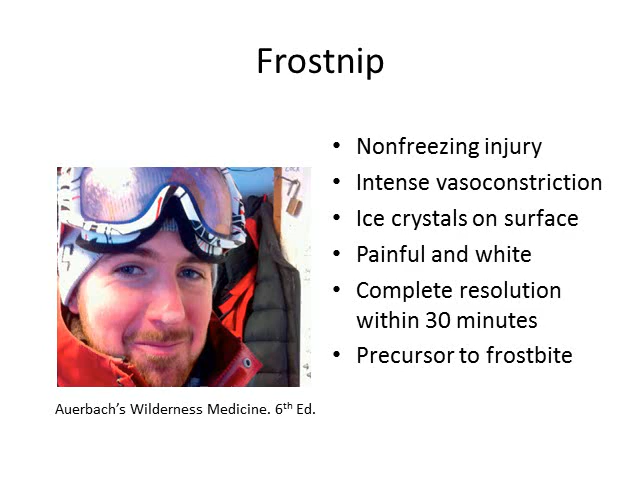 Frostnip
• Nonfreezing injury
• Intense vasoconstriction
• Ice crystals on surface
• Painful and white
• Complete resolution
within 30 minutes
• Precursor to frostbite
Auerbach's Wilderness Medicine. 6th Ed.